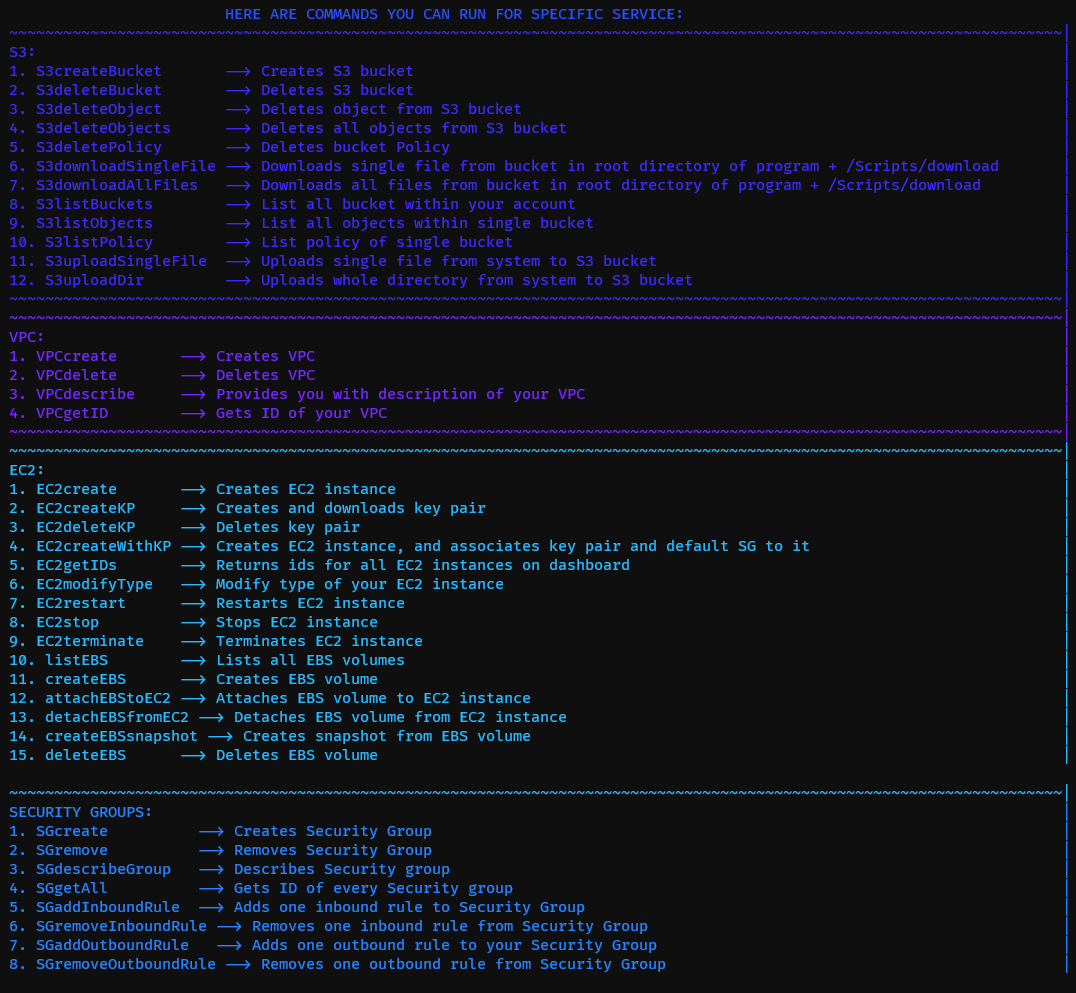 HERE ARE COMMANDS YOU CAN RUN FOR SPECIFIC SERVICE:
~~~~~~~~~~~~~~~~~~~~~~~~~~~~~~~~~~~~~~~~~~~~~~~~~~~~~~~~~~~~~~~~~~~~~~~~~~~~~~~~~~~~~~~~~~~~~~~~~~~~~~~~~~~~~~~~~~~~~|
S3: |
1. S3createBucket --> Creates S3 bucket |
2. S3deleteBucket --> Deletes S3 bucket |
3. S3deleteObject --> Deletes object from S3 bucket |
4. S3deleteObjects --> Deletes all objects from S3 bucket |
5. S3deletePolicy --> Deletes bucket Policy |
6. S3downloadSingleFile --> Downloads single file from bucket in root directory of program + /Scripts/download |
7. S3downloadAllFiles --> Downloads all files from bucket in root directory of program + /Scripts/download |
8. S3listBuckets --> List all bucket within your account |
9. S3listObjects --> List all objects within single bucket |
10. S3listPolicy --> List policy of single bucket |
11. S3uploadSingleFile --> Uploads single file from system to S3 bucket |
12. S3uploadDir --> Uploads whole directory from system to S3 bucket |
~~~~~~~~~~~~~~~~~~~~~~~~~~~~~~~~~~~~~~~~~~~~~~~~~~~~~~~~~~~~~~~~~~~~~~~~~~~~~~~~~~~~~~~~~~~~~~~~~~~~~~~~~~~~~~~~~~~~~|
~~~~~~~~~~~~~~~~~~~~~~~~~~~~~~~~~~~~~~~~~~~~~~~~~~~~~~~~~~~~~~~~~~~~~~~~~~~~~~~~~~~~~~~~~~~~~~~~~~~~~~~~~~~~~~~~~~~~~|
VPC: |
1. VPCcreate --> Creates VPC |
2. VPCdelete --> Deletes VPC |
3. VPCdescribe --> Provides you with description of your VPC |
4. VPCgetID --> Gets ID of your VPC |
~~~~~~~~~~~~~~~~~~~~~~~~~~~~~~~~~~~~~~~~~~~~~~~~~~~~~~~~~~~~~~~~~~~~~~~~~~~~~~~~~~~~~~~~~~~~~~~~~~~~~~~~~~~~~~~~~~~~~|
~~~~~~~~~~~~~~~~~~~~~~~~~~~~~~~~~~~~~~~~~~~~~~~~~~~~~~~~~~~~~~~~~~~~~~~~~~~~~~~~~~~~~~~~~~~~~~~~~~~~~~~~~~~~~~~~~~~~~|
EC2: |
1. EC2create --> Creates EC2 instance |
2. EC2createKP --> Creates and downloads key pair |
3. EC2deleteKP --> Deletes key pair |
4. EC2createWithKP --> Creates EC2 instance, and associates key pair and default SG to it |
5. EC2getIDs --> Returns ids for all EC2 instances on dashboard |
6. EC2modifyType --> Modify type of your EC2 instance |
7. EC2restart --> Restarts EC2 instance |
8. EC2stop --> Stops EC2 instance |
9. EC2terminate --> Terminates EC2 instance |
10. listEBS --> Lists all EBS volumes |
11. createEBS --> Creates EBS volume |
12. attachEBStoEC2 --> Attaches EBS volume to EC2 instance |
13. detachEBSfromEC2 --> Detaches EBS volume from EC2 instance |
14. createEBSsnapshot --> Creates snapshot from EBS volume |
15. deleteEBS --> Deletes EBS volume |
~~~~~~~~~~~~~~~~~~~~~~~~~~~~~~~~~~~~~~~~~~~~~~~~~~~~~~~~~~~~~~~~~~~~~~~~~~~~~~~~~~~~~~~~~~~~~~~~~~~~~~~~~~~~~~~~~~~~~|
SECURITY GROUPS: |
1. SGcreate --> Creates Security Group |
2. SGremove --> Removes Security Group |
3. SGdescribeGroup --> Describes Security group |
4. SGgetAll --> Gets ID of every Security group |
5. SGaddInboundRule --> Adds one inbound rule to Security Group |
6. SGremoveInboundRule --> Removes one inbound rule from Security Group |
7. SGaddOutboundRule --> Adds one outbound rule to your Security Group |
8. SGremoveOutboundRule --> Removes one outbound rule from Security Group |